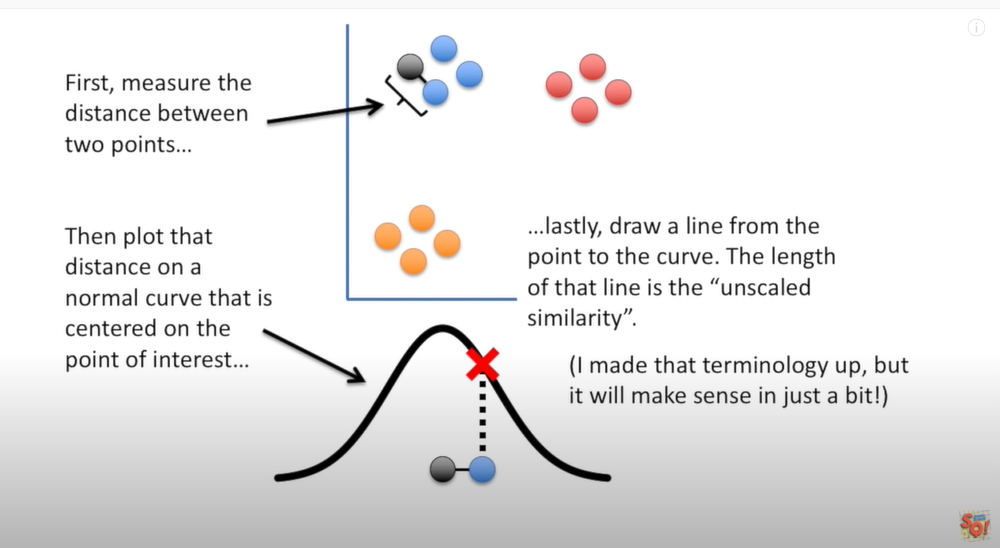 First, measure the
distance between
two points...
Then plot that
distance on a
normal curve that is
centered on the
point of interest...
...lastly, draw a line from the
point to the curve. The length
of that line is the “unscaled
similarity”.
(I made that terminology up, but
it will make sense in just a bit!)
SQ!